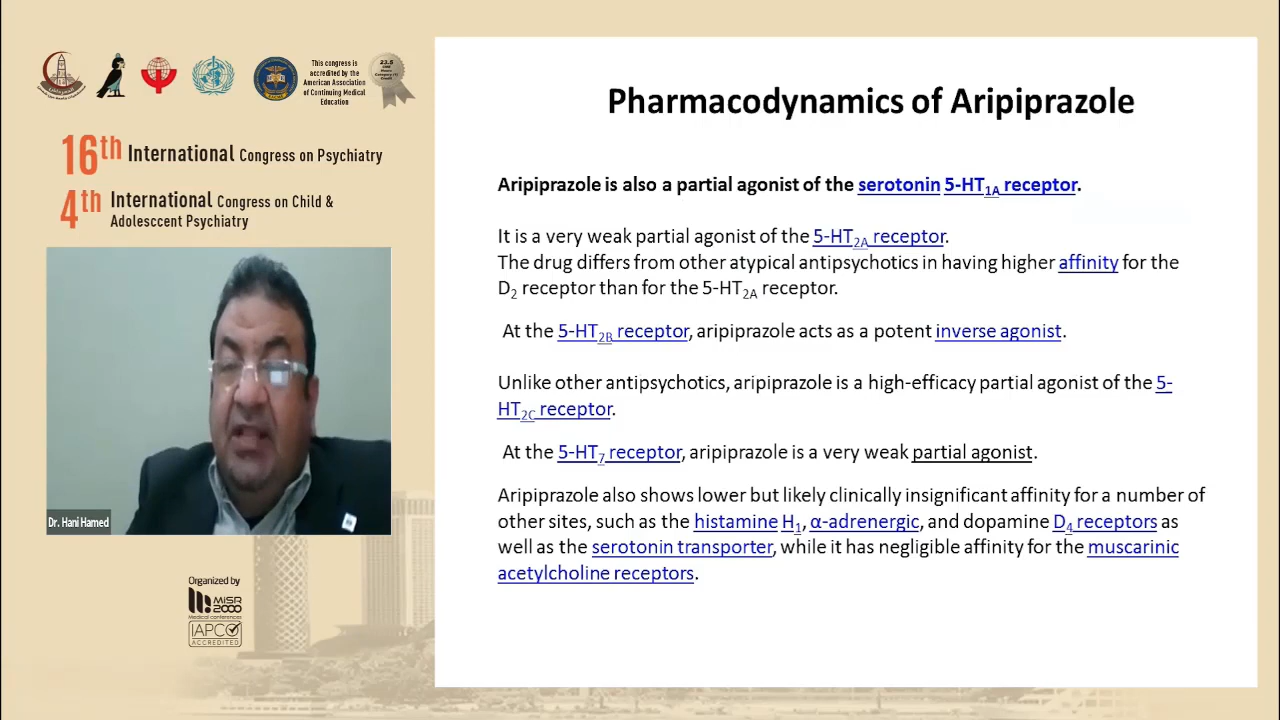 This congress is
accredited by the
American Association
of Continuing Medical
Education
23.5
16th International Congress on Psychiatry
4th International Congress on Child &
Adolesccent Psychiatry
Dr. Hani Hamed
Organized by
MiSR
2000
Medical conferences
IAPCO
ACCREDITED
Pharmacodynamics of Aripiprazole
Aripiprazole is also a partial agonist of the serotonin 5-HT1A receptor.
It is a very weak partial agonist of the 5-HT2A receptor.
The drug differs from other atypical antipsychotics in having higher affinity for the
D2 receptor than for the 5-HT2A receptor.
At the 5-HT2B receptor, aripiprazole acts as a potent inverse agonist.
Unlike other antipsychotics, aripiprazole is a high-efficacy partial agonist of the 5-
HT2C receptor.
At the 5-HT7 receptor, aripiprazole is a very weak partial agonist.
Aripiprazole also shows lower but likely clinically insignificant affinity for a number of
other sites, such as the histamine H1, α-adrenergic, and dopamine D4 receptors as
well as the serotonin transporter, while it has negligible affinity for the muscarinic
acetylcholine receptors.